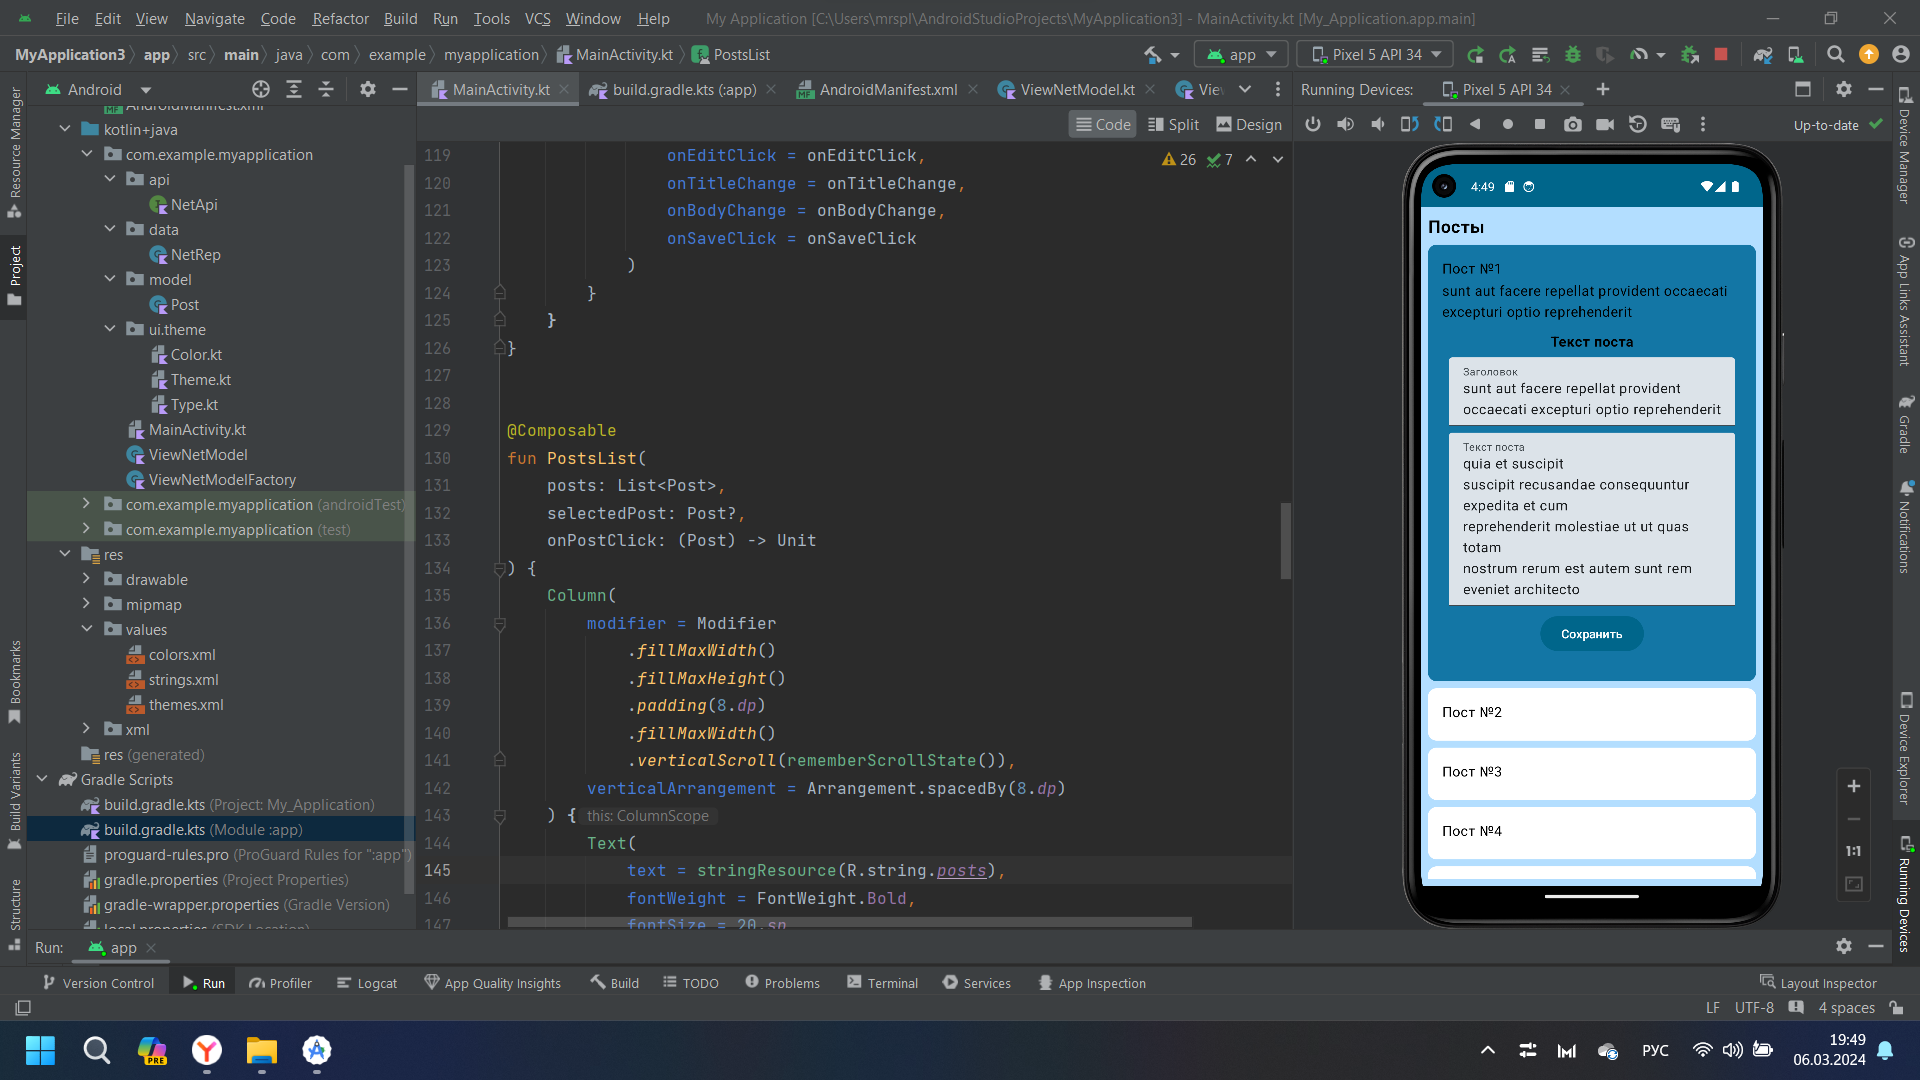 File Edit View Navigate Code Refactor Build Run Tools VCS Window Help My Application [C:\Users\mrspl\AndroidStudioProjects\MyApplication3] - MainActivity.kt [My_Application.app.main]
MyApplication3 app src main java com example myapplication MainActivity.kt PostsList app Pixel 5 API 34
Android
MainActivity.kt build.gradle.kts (:app) AndroidManifest.xml ViewNetModel.kt Vie
Running Devices: Pixel 5 API 34
Code Split Design
Up-to-date
Resource Manager
Project
Bookmarks
Build Variants
Structure
AndroidManifest.xml
kotlin+java
com.example.myapplication
api
NetApi
data
NetRep
model
Post
ui.theme
Color.kt
Theme.kt
Type.kt
MainActivity.kt
ViewNetModel
ViewNetModelFactory
com.example.myapplication (androidTest)
com.example.myapplication (test)
res
drawable
mipmap
values
colors.xml
strings.xml
themes.xml
xml
res (generated)
Gradle Scripts
build.gradle.kts (Project: My_Application)
build.gradle.kts (Module :app)
proguard-rules.pro (ProGuard Rules for ":app")
gradle.properties (Project Properties)
gradle-wrapper.properties (Gradle Version)
local.properties (SDK Location)
26 7
119 onEditClick = onEditClick,
120 onTitleChange = onTitleChange,
121 onBodyChange = onBodyChange,
122 onSaveClick = onSaveClick
123 )
124 }
125 }
126 }
127
128
129 @Composable
130 fun PostsList(
131 posts: List<Post>,
132 selectedPost: Post?,
133 onPostClick: (Post) -> Unit
134 ) {
135 Column(
136 modifier = Modifier
137 .fillMaxWidth()
138 .fillMaxHeight()
139 .padding(8.dp)
140 .fillMaxWidth()
141 .verticalScroll(rememberScrollState()),
142 verticalArrangement = Arrangement.spacedBy(8.dp)
143 ) { this: ColumnScope
144 Text(
145 text = stringResource(R.string.posts),
146 fontWeight = FontWeight.Bold,
147 fontSize = 20.sp
4:49
Посты
Пост №1
sunt aut facere repellat provident occaecati
excepturi optio reprehenderit
Текст поста
Заголовок
sunt aut facere repellat provident
occaecati excepturi optio reprehenderit
Текст поста
quia et suscipit
suscipit recusandae consequuntur
expedita et cum
reprehenderit molestiae ut ut quas
totam
nostrum rerum est autem sunt rem
eveniet architecto
Сохранить
Пост №2
Пост №3
Пост №4
1:1
Device Manager
App Links Assistant
Gradle
Notifications
Device Explorer
Running Devices
Run: app
Version Control Run Profiler Logcat App Quality Insights Build TODO Problems Terminal Services App Inspection Layout Inspector
LF UTF-8 4 spaces
PRE
РУС
19:49
06.03.2024